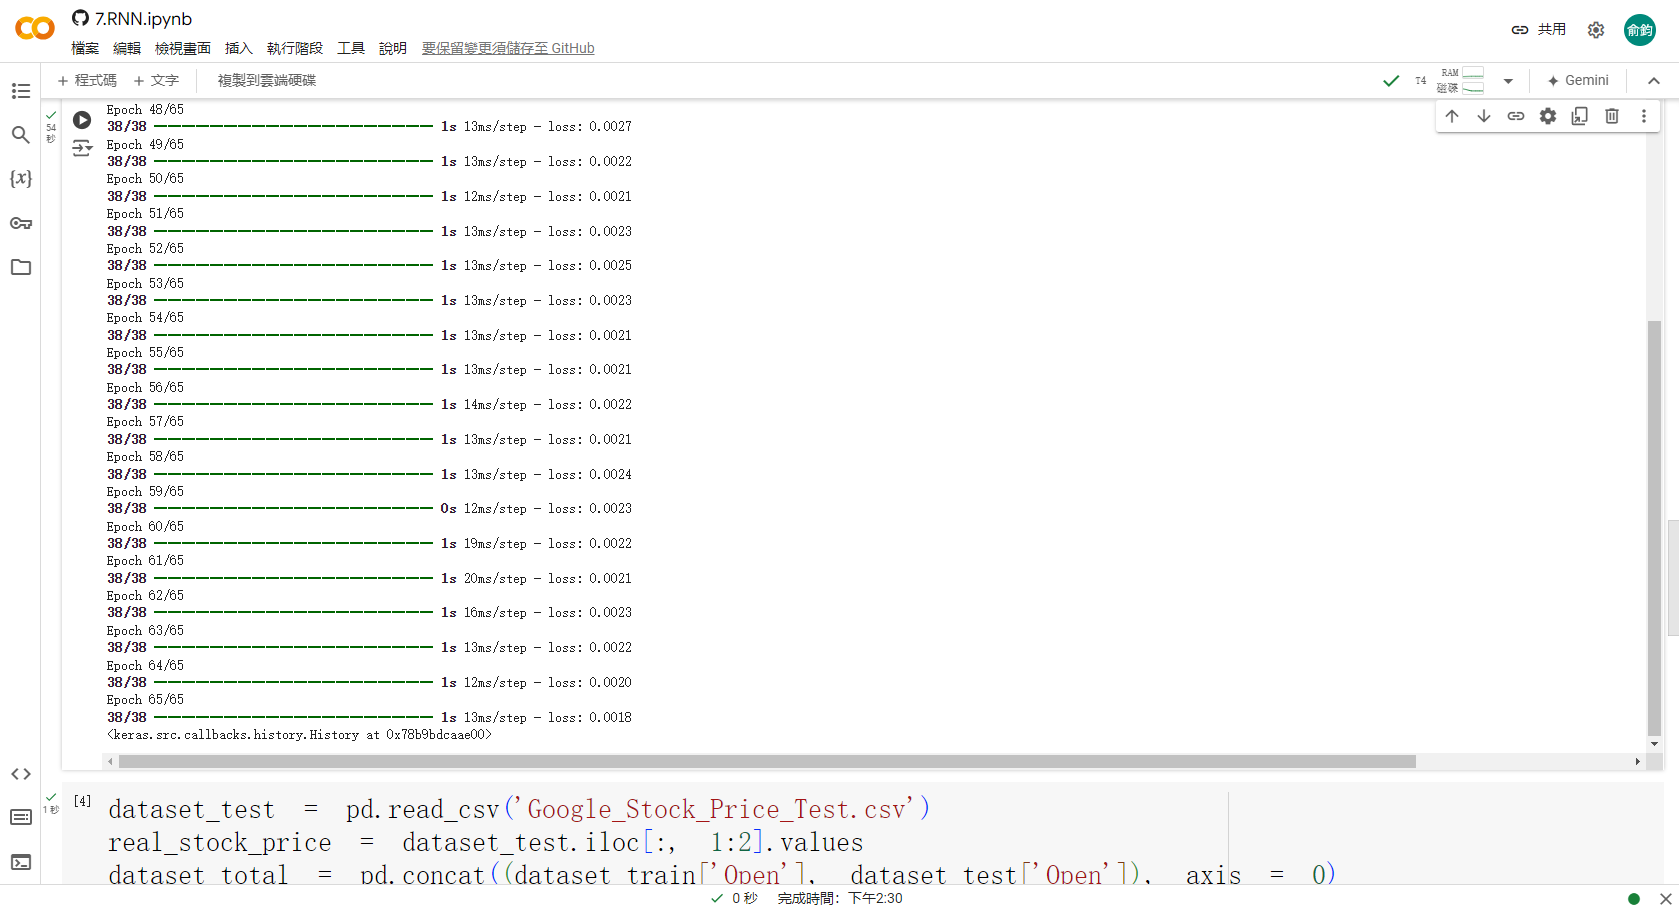 7.RNN.ipynb
檔案 編輯 檢視畫面 插入 執行階段 工具 說明 要保留變更須儲存至 GitHub
共用
俞鈞
+ 程式碼 + 文字 複製到雲端硬碟
T4 RAM 磁碟 Gemini
54 秒
Epoch 48/65
38/38 1s 13ms/step - loss: 0.0027
Epoch 49/65
38/38 1s 13ms/step - loss: 0.0022
Epoch 50/65
38/38 1s 12ms/step - loss: 0.0021
Epoch 51/65
38/38 1s 13ms/step - loss: 0.0023
Epoch 52/65
38/38 1s 13ms/step - loss: 0.0025
Epoch 53/65
38/38 1s 13ms/step - loss: 0.0023
Epoch 54/65
38/38 1s 13ms/step - loss: 0.0021
Epoch 55/65
38/38 1s 13ms/step - loss: 0.0021
Epoch 56/65
38/38 1s 14ms/step - loss: 0.0022
Epoch 57/65
38/38 1s 13ms/step - loss: 0.0021
Epoch 58/65
38/38 1s 13ms/step - loss: 0.0024
Epoch 59/65
38/38 0s 12ms/step - loss: 0.0023
Epoch 60/65
38/38 1s 19ms/step - loss: 0.0022
Epoch 61/65
38/38 1s 20ms/step - loss: 0.0021
Epoch 62/65
38/38 1s 16ms/step - loss: 0.0023
Epoch 63/65
38/38 1s 13ms/step - loss: 0.0022
Epoch 64/65
38/38 1s 12ms/step - loss: 0.0020
Epoch 65/65
38/38 1s 13ms/step - loss: 0.0018
<keras.src.callbacks.history.History at 0x78b9bdcaae00>
1 秒
[4] dataset_test = pd.read_csv('Google_Stock_Price_Test.csv')
real_stock_price = dataset_test.iloc[:, 1:2].values
dataset_total = pd.concat((dataset_train['Open'], dataset_test['Open']), axis = 0)
0 秒 完成時間：下午2:30